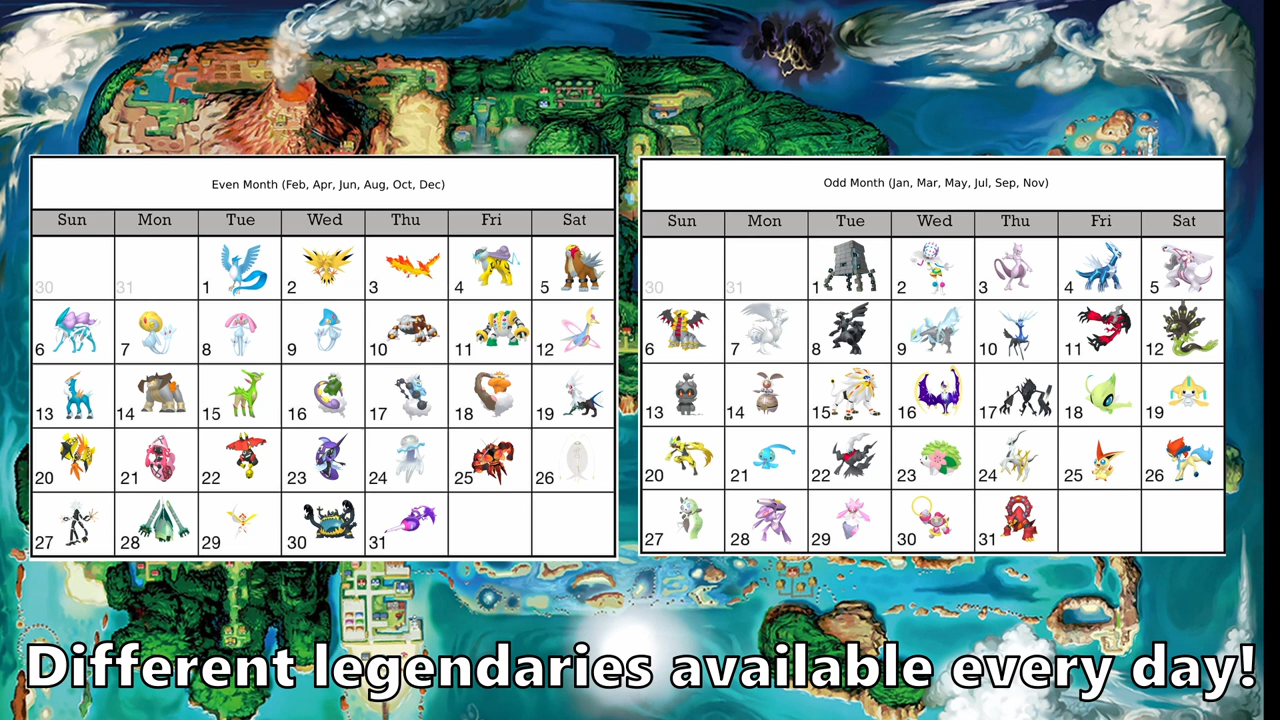 Even Month (Feb, Apr, Jun, Aug, Oct, Dec)
Sun Mon Tue Wed Thu Fri Sat
30 31 1 2 3 4 5
6 7 8 9 10 11 12
13 14 15 16 17 18 19
20 21 22 23 24 25 26
27 28 29 30 31
Odd Month (Jan, Mar, May, Jul, Sep, Nov)
Sun Mon Tue Wed Thu Fri Sat
30 31 1 2 3 4 5
6 7 8 9 10 11 12
13 14 15 16 17 18 19
20 21 22 23 24 25 26
27 28 29 30 31
Different legendaries available every day!